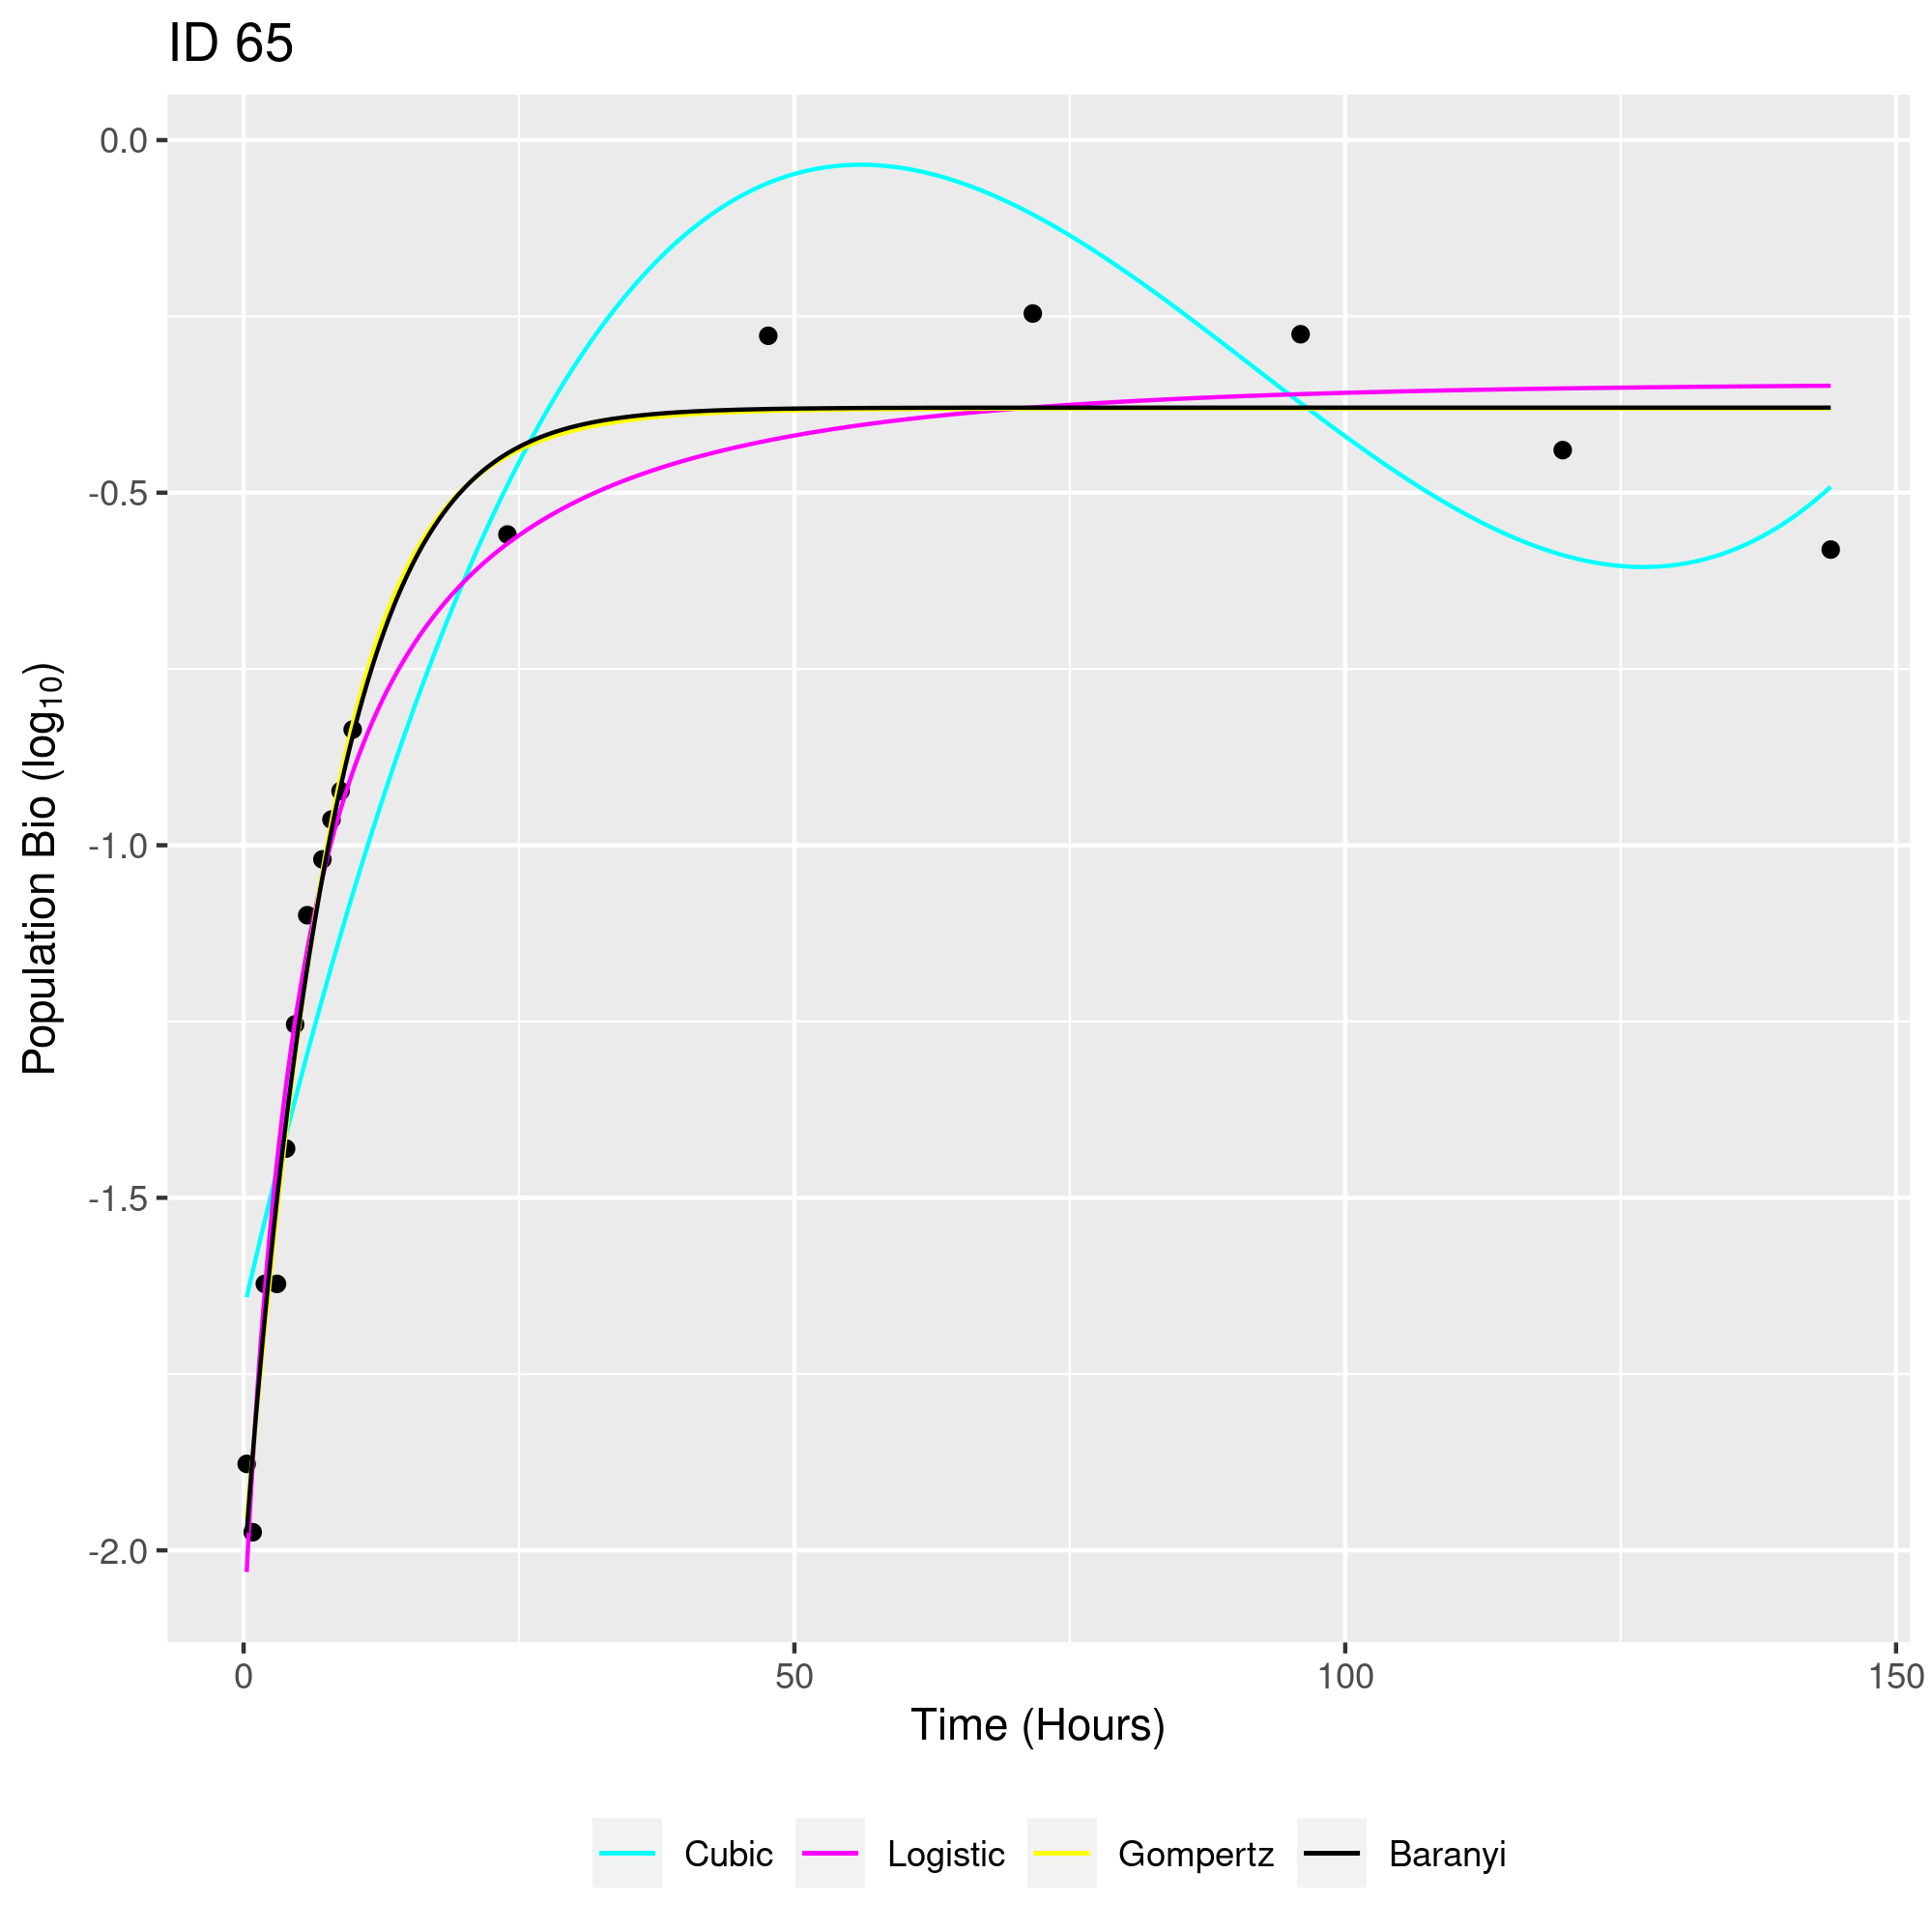 ID 65
0.0
-0.5
-1.0
-1.5
-2.0
Population Bio (log₁₀)
0 50 100 150
Time (Hours)
Cubic Logistic Gompertz Baranyi